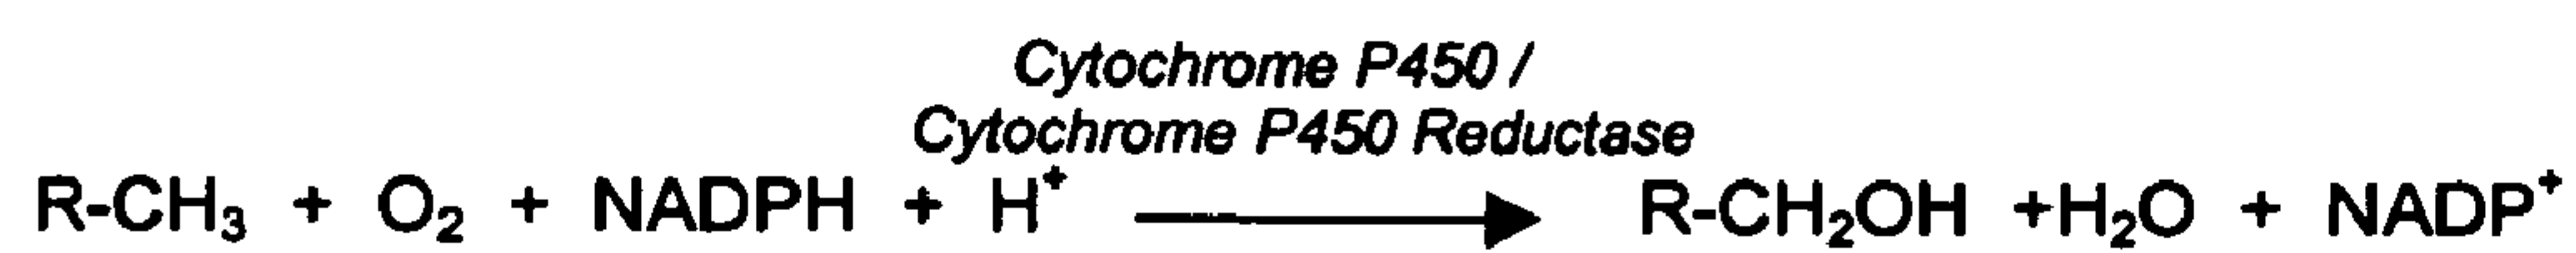 Cytochrome P450 /
Cytochrome P450 Reductase
R-CH₃ + O₂ + NADPH + H⁺ R-CH₂OH +H₂O + NADP⁺